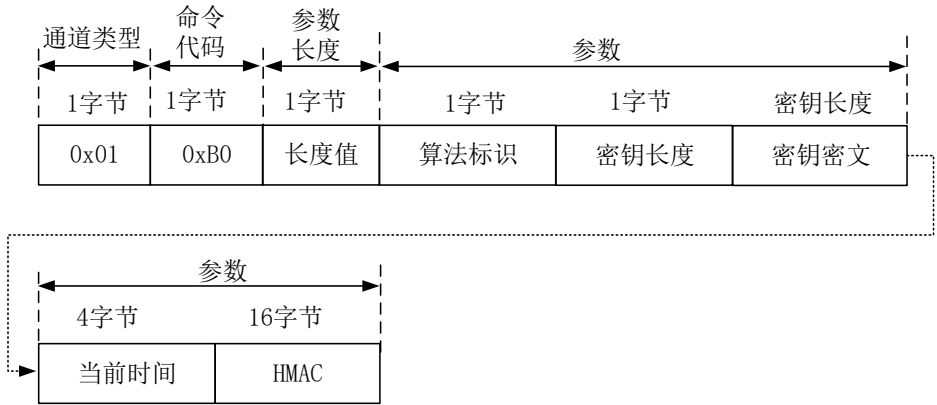 通道类型
命令
代码
参数
长度
参数
1字节 1字节 1字节 1字节 1字节 密钥长度
0x01 0xB0 长度值 算法标识 密钥长度 密钥密文
参数
4字节 16字节
当前时间 HMAC